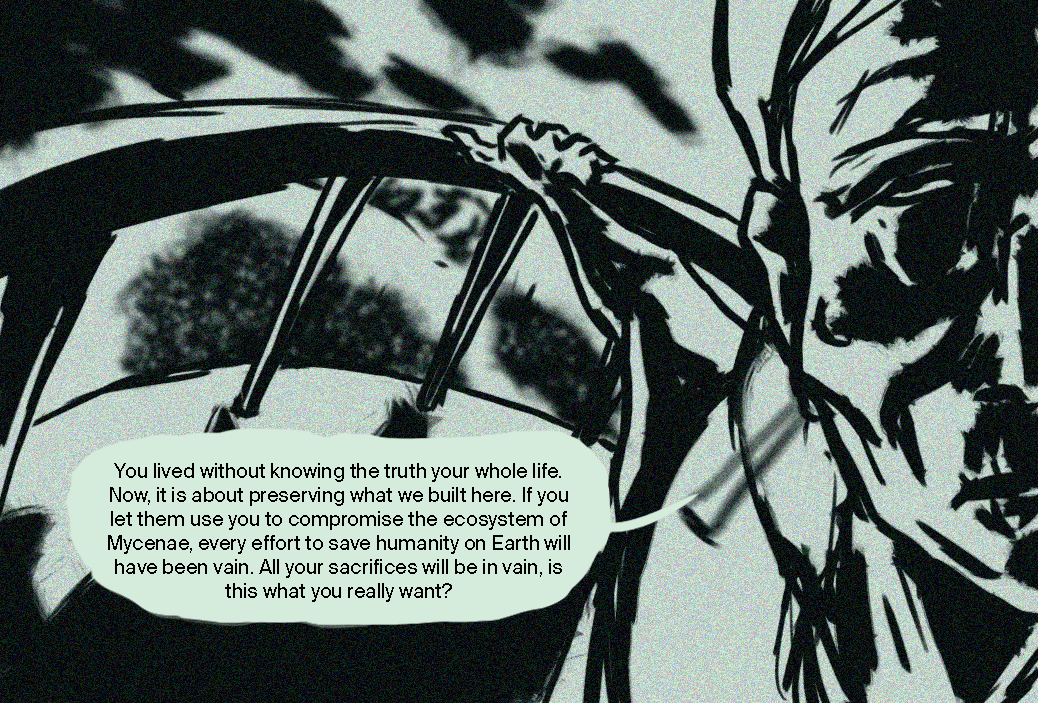 You lived without knowing the truth your whole life.
Now, it is about preserving what we built here. If you
let them use you to compromise the ecosystem of
Mycenae, every effort to save humanity on Earth will
have been vain. All your sacrifices will be in vain, is
this what you really want?